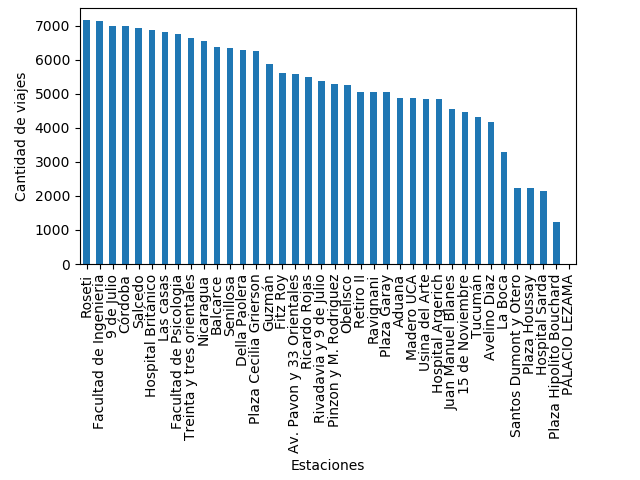 Cantidad de viajes
7000
6000
5000
4000
3000
2000
1000
0
Roseti
Facultad de Ingeniería
9 de Julio
Córdoba
Salcedo
Hospital Británico
Las casas
Facultad de Psicología
Treinta y tres orientales
Nicaragua
Balcarce
Senillosa
Della Paolera
Plaza Cecilia Grierson
Guzmán
Fitz Roy
Av. Pavon y 33 Orientales
Ricardo Rojas
Rivadavia y 9 de Julio
Pinzon y M. Rodriguez
Obelisco
Retiro II
Ravignani
Plaza Garay
Aduana
Madero UCA
Usina del Arte
Hospital Argerich
Juan Manuel Blanes
15 de Noviembre
Tucumán
Avelino Diaz
La Boca
Santos Dumont y Otero
Plaza Houssay
Hospital Sarda
Plaza Hipolito Bouchard
PALACIO LEZAMA
Estaciones